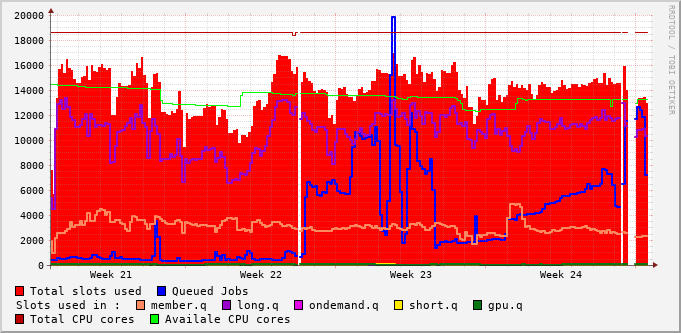 20000
18000
16000
14000
12000
10000
8000
6000
4000
2000
0
Week 21 Week 22 Week 23 Week 24
RRDTOOL / TOBI OETIKER
Total slots used Queued Jobs
Slots used in : member.q long.q ondemand.q short.q gpu.q
Total CPU cores Availale CPU cores